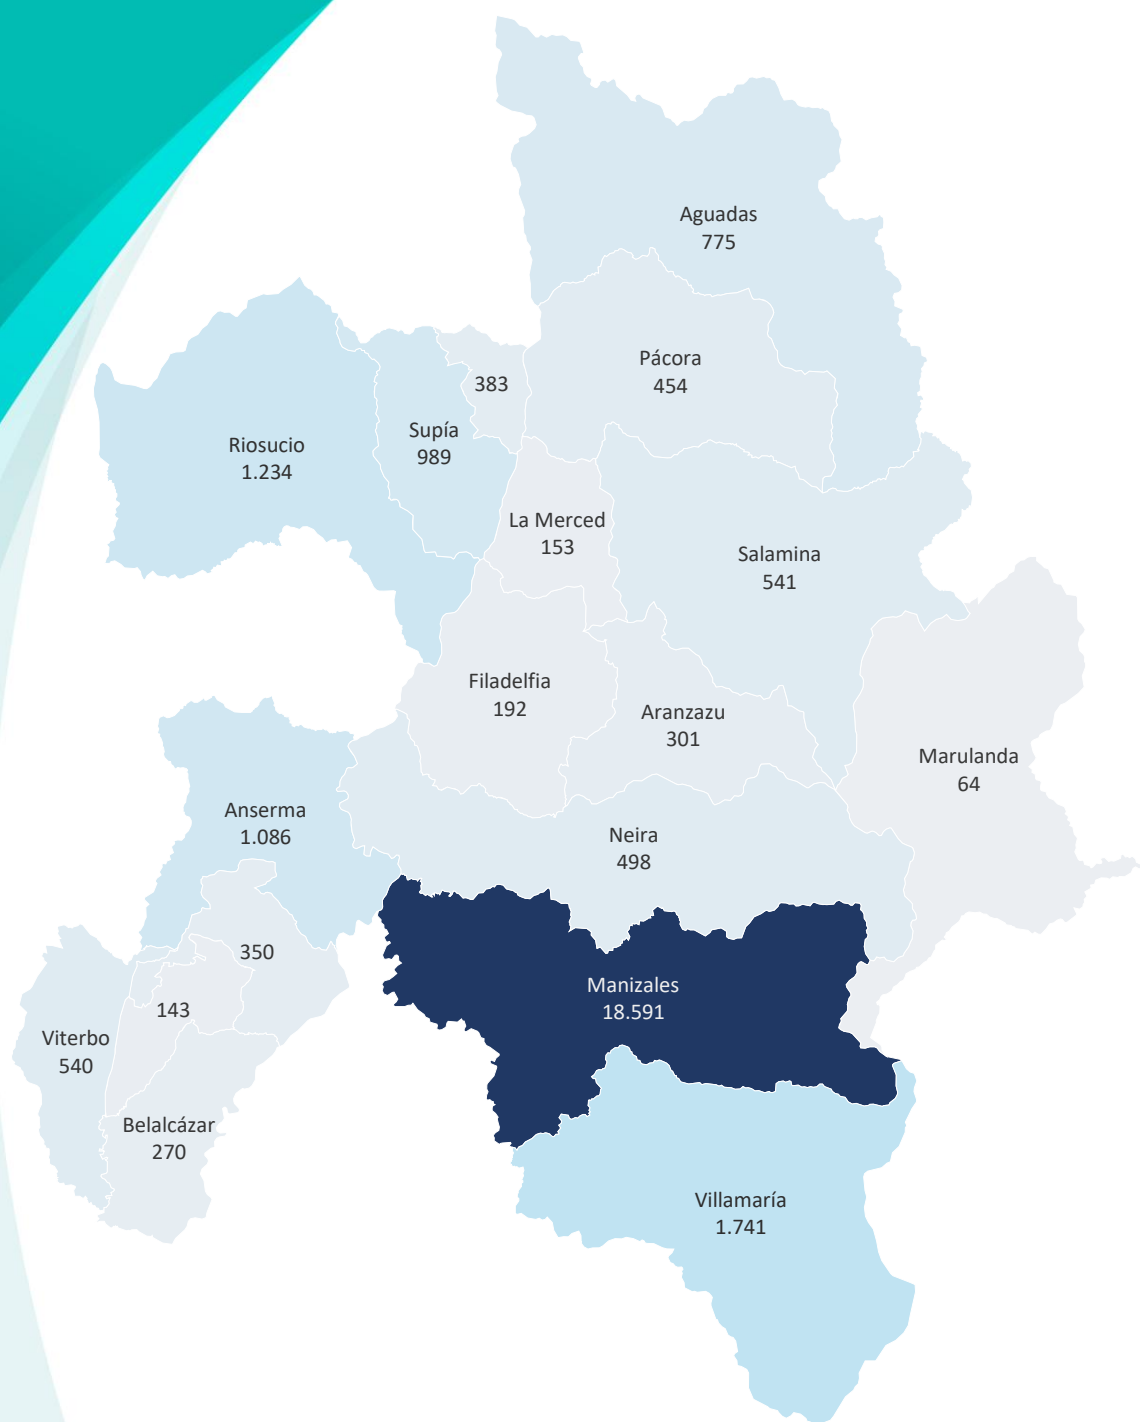 Aguadas
775
Pácora
454
383
Supía
989
Riosucio
1.234
La Merced
153
Salamina
541
Filadelfia
192
Aranzazu
301
Marulanda
64
Anserma
1.086
Neira
498
350
Manizales
18.591
143
Viterbo
540
Belalcázar
270
Villamaría
1.741